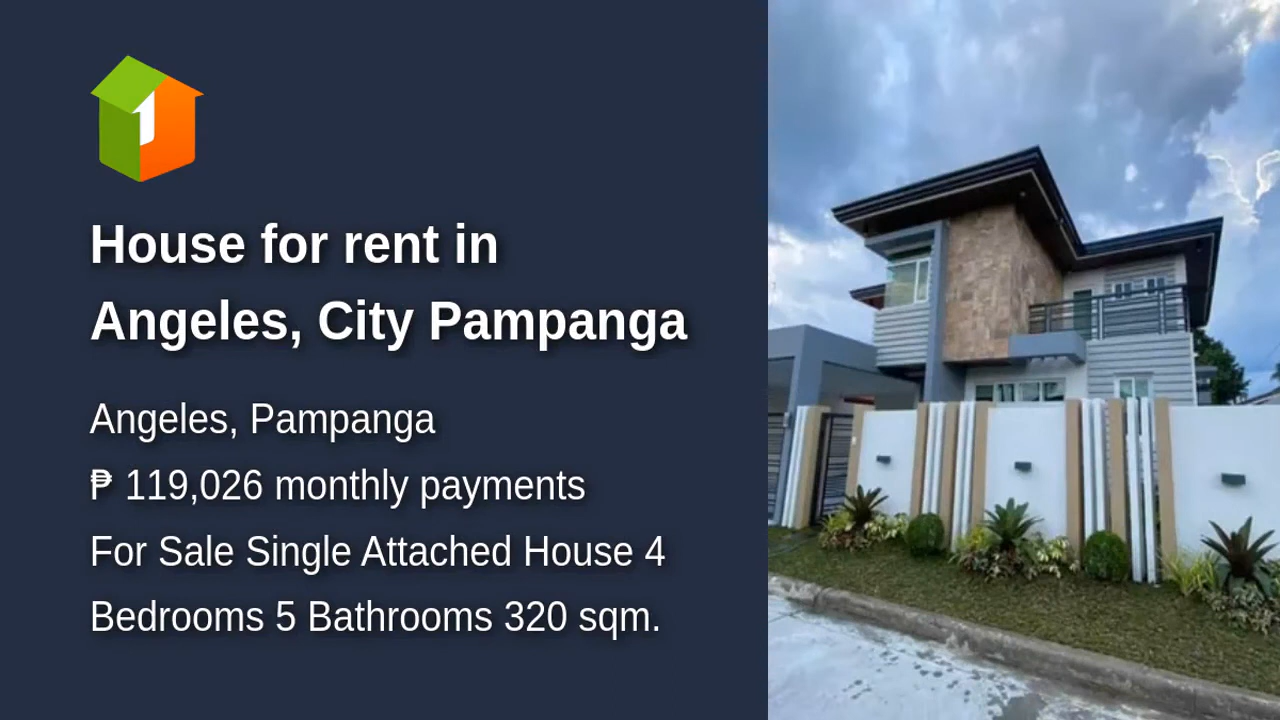 House for rent in
Angeles, City Pampanga
Angeles, Pampanga
₱ 119,026 monthly payments
For Sale Single Attached House 4
Bedrooms 5 Bathrooms 320 sqm.